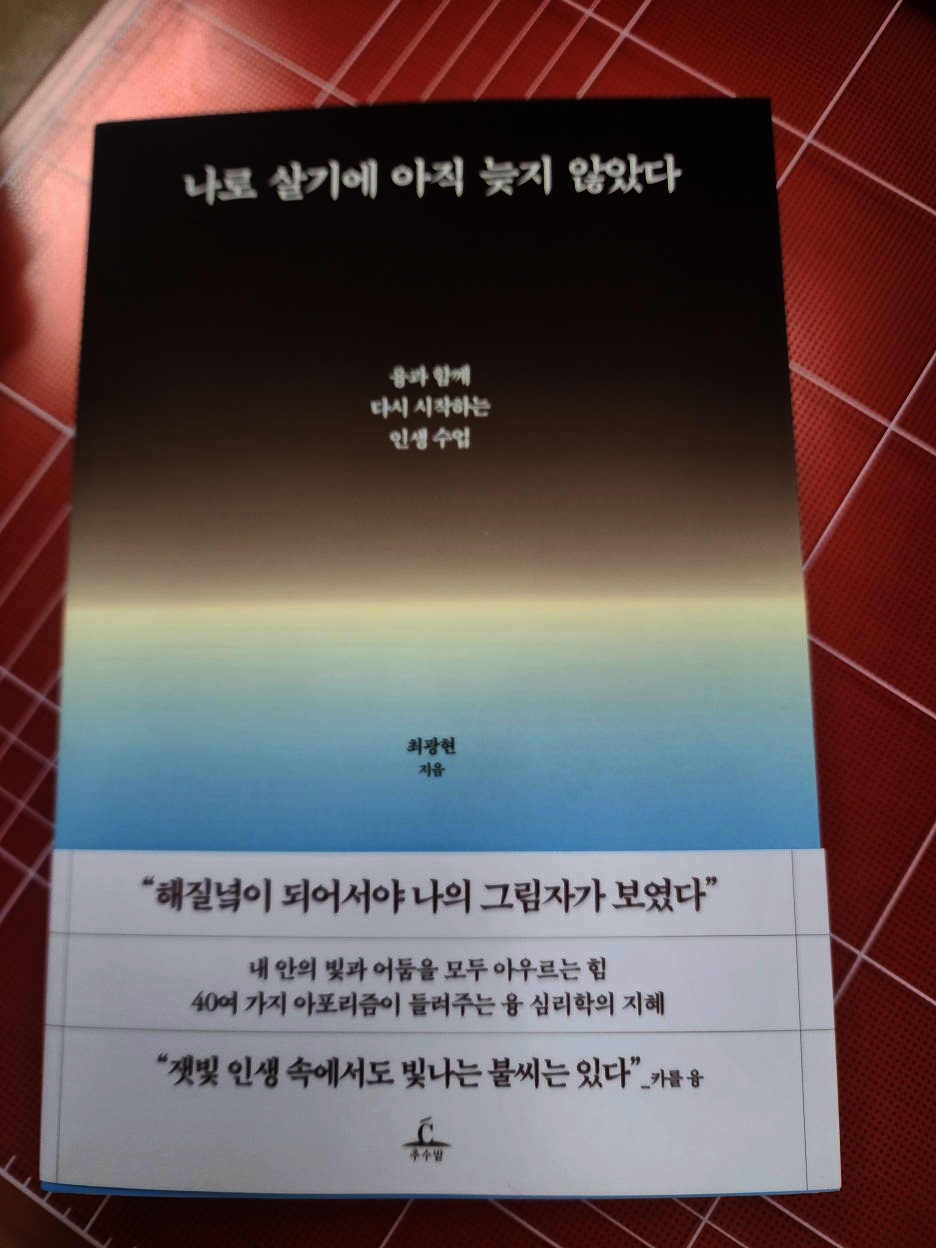 나로 살기에 아직 늦지 않았다
융과 함께
다시 시작하는
인생 수업
최광현
지음
“해질녘이 되어서야 나의 그림자가 보였다”
내 안의 빛과 어둠을 모두 아우르는 힘
40여 가지 아포리즘이 들려주는 융 심리학의 지혜
“잿빛 인생 속에서도 빛나는 불씨는 있다”_카를 융
Ć
추수밭